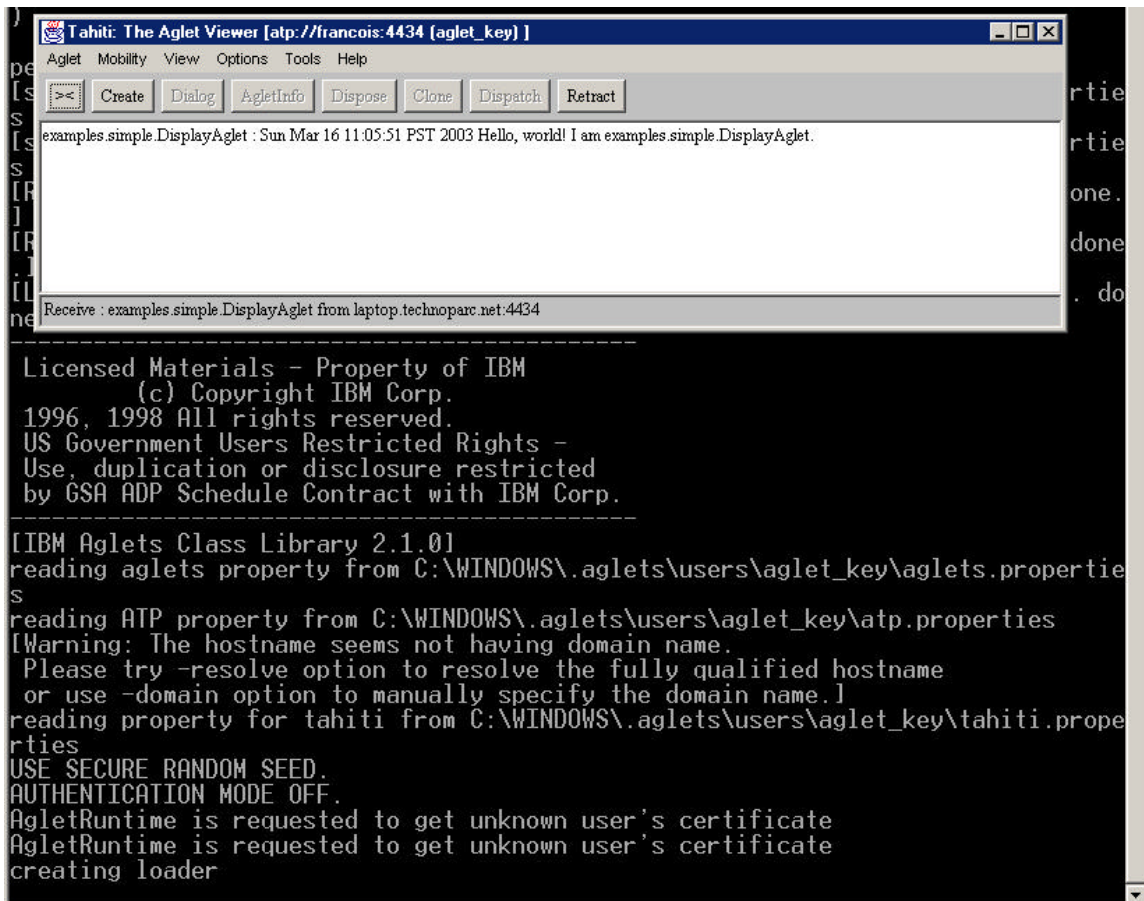 )
Tahiti: The Aglet Viewer [atp://francois:4434 (aglet_key) ]
Aglet Mobility View Options Tools Help
>< Create Dialog AgletInfo Dispose Clone Dispatch Retract
examples.simple.DisplayAglet : Sun Mar 16 11:05:51 PST 2003 Hello, world! I am examples.simple.DisplayAglet.
Receive : examples.simple.DisplayAglet from laptop.technoparc.net:4434
pe
[s rtie
s
[s rtie
s
[R one.
]
[R done
.]
[L . do
ne
---------------------------------------------
Licensed Materials - Property of IBM
(c) Copyright IBM Corp.
1996, 1998 All rights reserved.
US Government Users Restricted Rights -
Use, duplication or disclosure restricted
by GSA ADP Schedule Contract with IBM Corp.
---------------------------------------------
[IBM Aglets Class Library 2.1.0]
reading aglets property from C:\WINDOWS\.aglets\users\aglet_key\aglets.propertie
s
reading ATP property from C:\WINDOWS\.aglets\users\aglet_key\atp.properties
[Warning: The hostname seems not having domain name.
Please try -resolve option to resolve the fully qualified hostname
or use -domain option to manually specify the domain name.]
reading property for tahiti from C:\WINDOWS\.aglets\users\aglet_key\tahiti.prope
rties
USE SECURE RANDOM SEED.
AUTHENTICATION MODE OFF.
AgletRuntime is requested to get unknown user's certificate
AgletRuntime is requested to get unknown user's certificate
creating loader